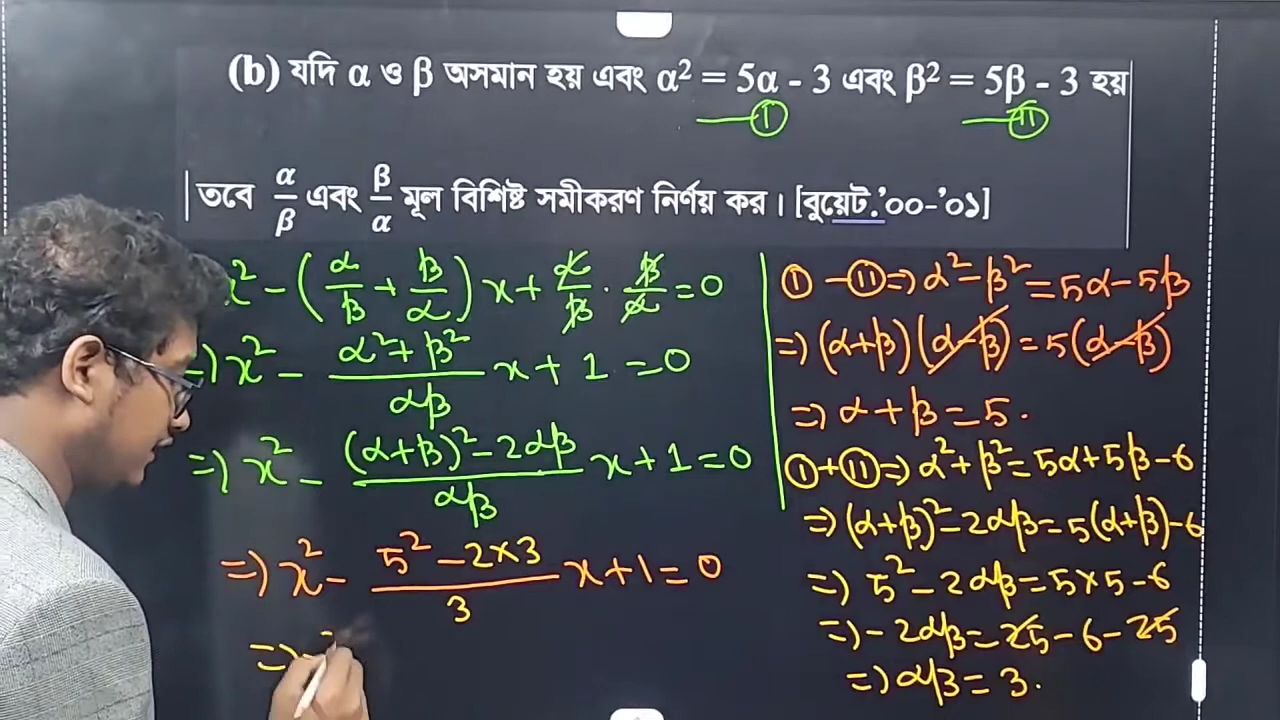 (b) যদি α ও β অসমান হয় এবং α² = 5α - 3 এবং β² = 5β - 3 হয়
—(i) —(ii)
তবে α/β এবং β/α মূল বিশিষ্ট সমীকরণ নির্ণয় কর। [বুয়েট.'০০-'০১]
x² - (α/β + β/α) x + α/β · β/α = 0
=> x² - (α² + β²)/αβ x + 1 = 0
=> x² - ((α+β)² - 2αβ)/αβ x + 1 = 0
=> x² - (5² - 2×3)/3 x + 1 = 0
=>
(i) - (ii) => α² - β² = 5α - 5β
=> (α+β)(α-β) = 5(α-β)
=> α + β = 5.
(i) + (ii) => α² + β² = 5α + 5β - 6
=> (α+β)² - 2αβ = 5(α+β) - 6
=> 5² - 2αβ = 5×5 - 6
=> - 2αβ = 25 - 6 - 25
=> αβ = 3.